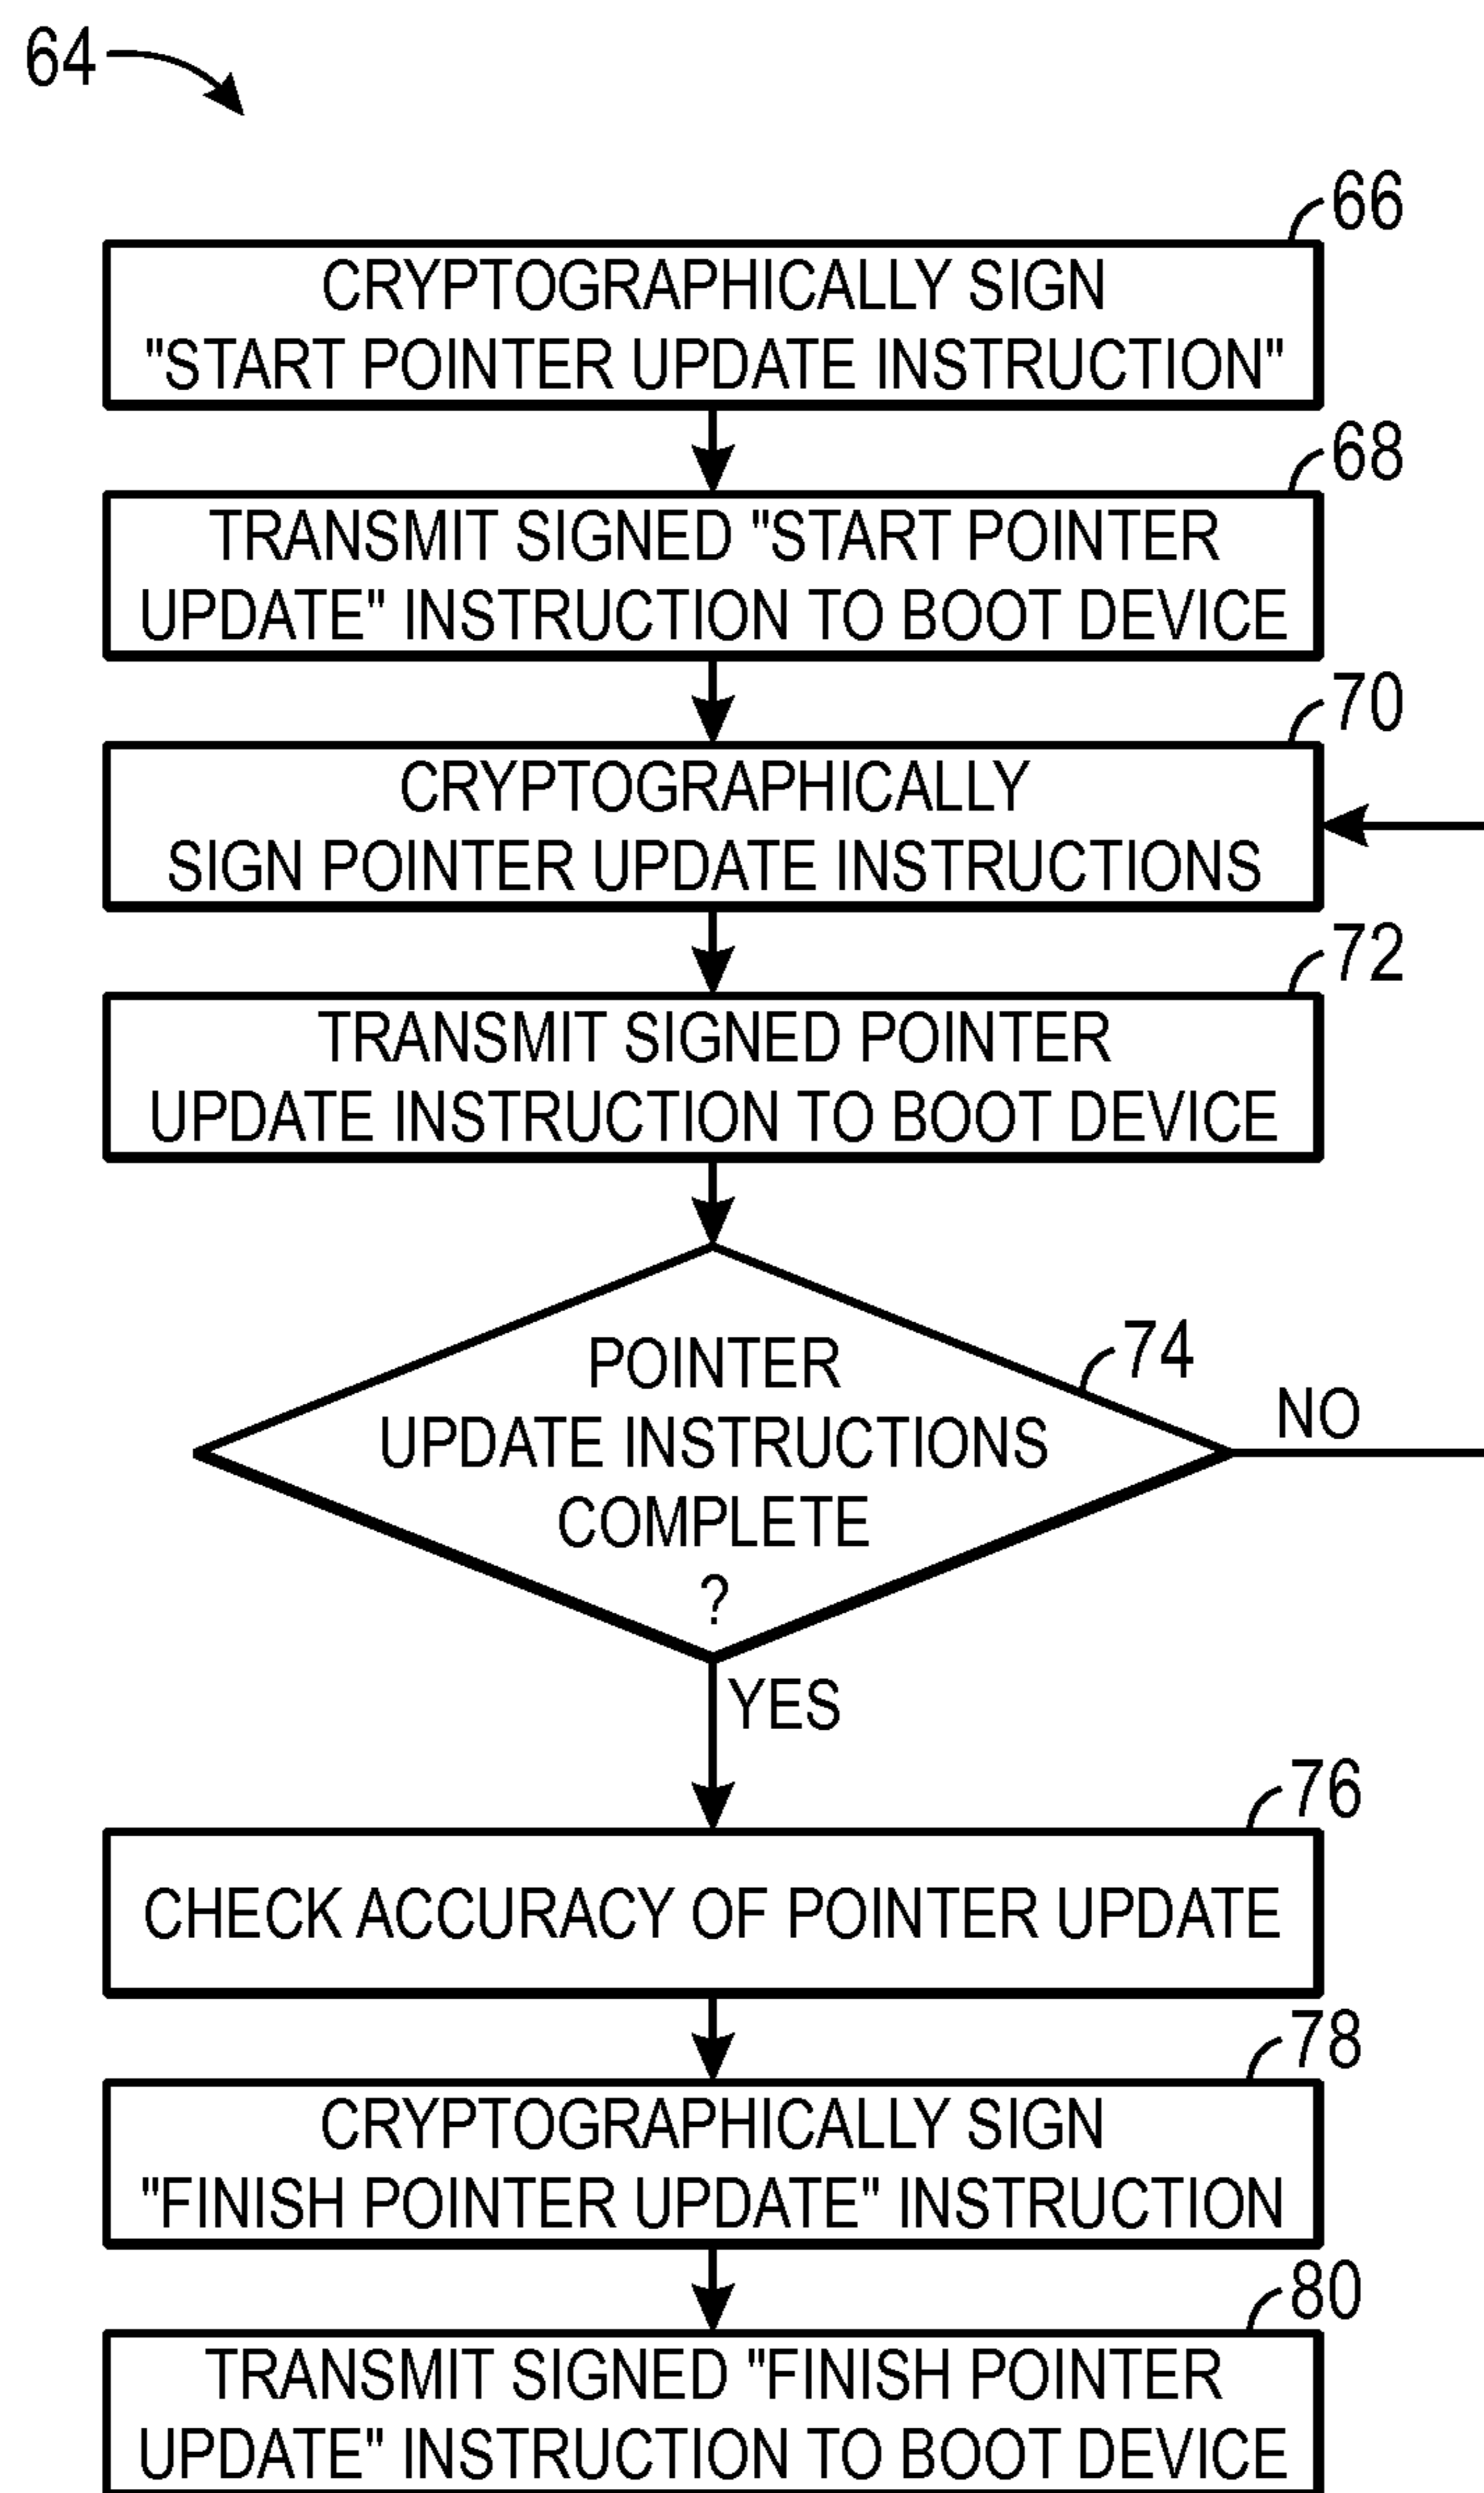 64
66
CRYPTOGRAPHICALLY SIGN
"START POINTER UPDATE INSTRUCTION"
68
TRANSMIT SIGNED "START POINTER
UPDATE" INSTRUCTION TO BOOT DEVICE
70
CRYPTOGRAPHICALLY
SIGN POINTER UPDATE INSTRUCTIONS
72
TRANSMIT SIGNED POINTER
UPDATE INSTRUCTION TO BOOT DEVICE
74
POINTER
UPDATE INSTRUCTIONS
COMPLETE
?
NO
YES
76
CHECK ACCURACY OF POINTER UPDATE
78
CRYPTOGRAPHICALLY SIGN
"FINISH POINTER UPDATE" INSTRUCTION
80
TRANSMIT SIGNED "FINISH POINTER
UPDATE" INSTRUCTION TO BOOT DEVICE